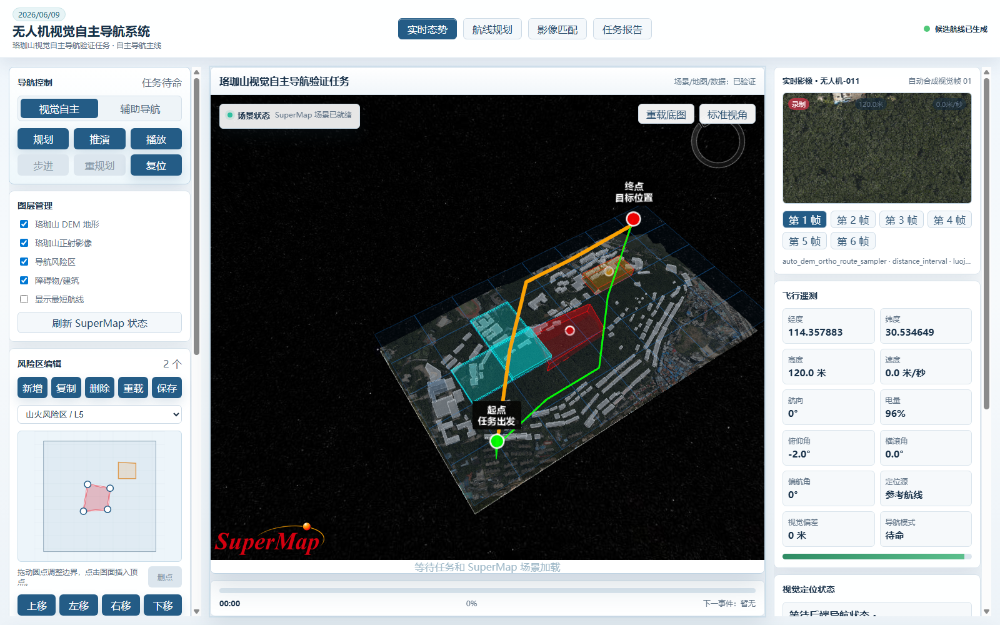 2026/06/09
无人机视觉自主导航系统
珞珈山视觉自主导航验证任务 · 自主导航主线
实时态势
航线规划
影像匹配
任务报告
候选航线已生成
导航控制
任务待命
视觉自主
辅助导航
规划
推演
播放
步进
重规划
复位
图层管理
珞珈山 DEM 地形
珞珈山正射影像
导航风险区
障碍物/建筑
显示最短航线
刷新 SuperMap 状态
风险区编辑
2 个
新增
复制
删除
重载
保存
山火风险区 / L5
拖动圆点调整边界，点击图面插入顶
点。
删点
上移
左移
右移
下移
珞珈山视觉自主导航验证任务
场景/地图/数据：已验证
场景状态 SuperMap 场景已就绪
重载底图
标准视角
终点
目标位置
起点
任务出发
SuperMap
等待任务和 SuperMap 场景加载
00:00
0%
下一事件：暂无
实时影像 • 无人机-011
自动合成视觉帧 01
录制
120.0米
0.0米/秒
第 1 帧
第 2 帧
第 3 帧
第 4 帧
第 5 帧
第 6 帧
auto_dem_ortho_route_sampler · distance_interval · luoj...
飞行遥测
经度
114.357883
纬度
30.534649
高度
120.0 米
速度
0.0 米/秒
航向
0°
电量
96%
俯仰角
-2.0°
横滚角
0.0°
偏航角
0°
定位源
参考航线
视觉偏差
0 米
导航模式
待命
视觉定位状态
等待后端导航状态 •